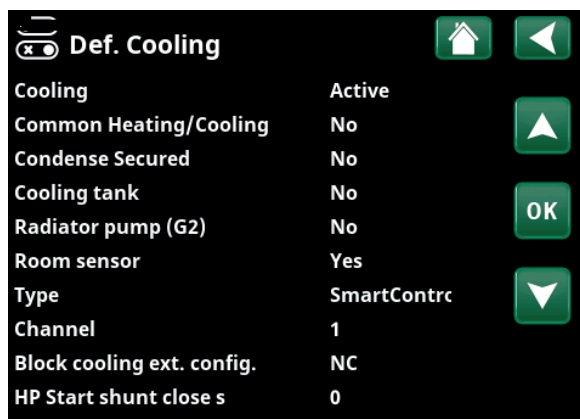 Def. Cooling
Cooling Active
Common Heating/Cooling No
Condense Secured No
Cooling tank No
Radiator pump (G2) No
OK
Room sensor Yes
Type SmartContrc
Channel 1
Block cooling ext. config. NC
HP Start shunt close s 0